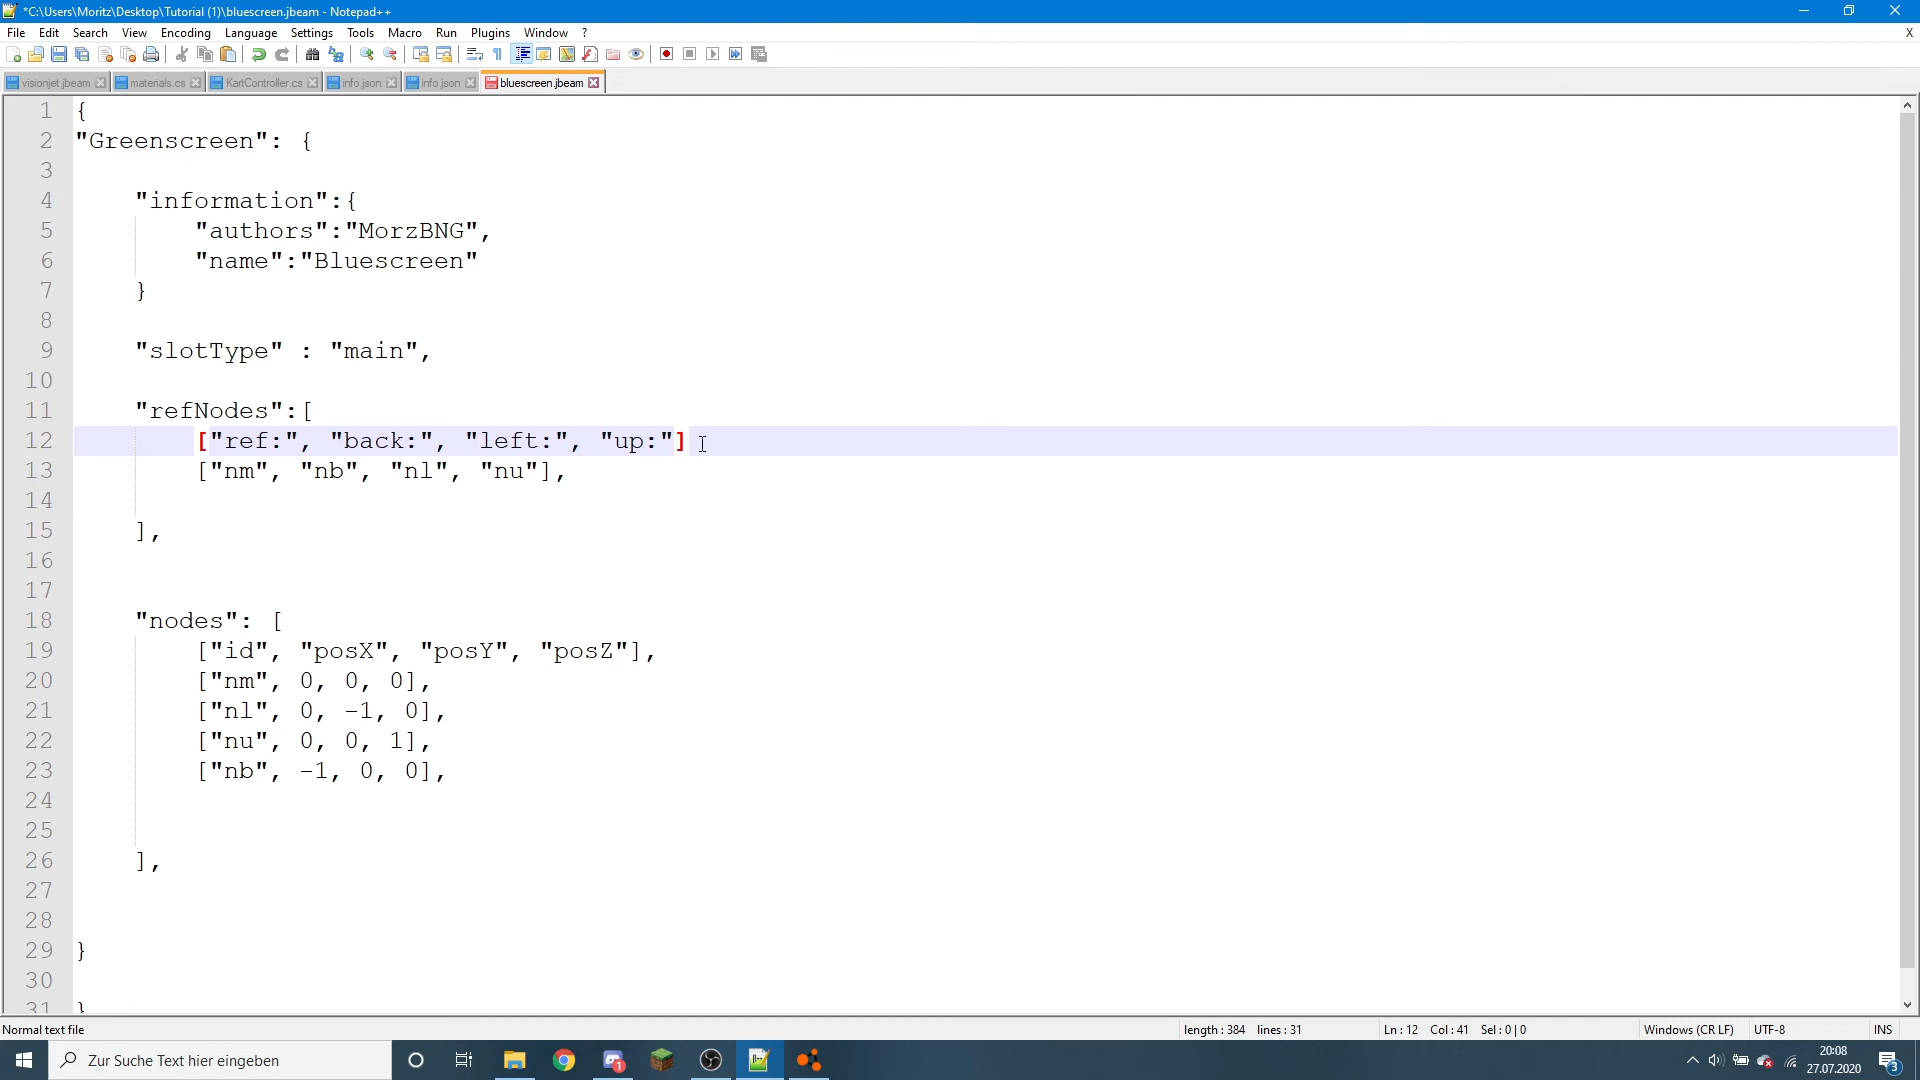 *C:\Users\Moritz\Desktop\Tutorial (1)\bluescreen.jbeam - Notepad++
File Edit Search View Encoding Language Settings Tools Macro Run Plugins Window ? X
visionjet.jbeam materials.cs KartController.cs info.json info.json bluescreen.jbeam
1 {
2 "Greenscreen": {
3
4 "information":{
5 "authors":"MorzBNG",
6 "name":"Bluescreen"
7 }
8
9 "slotType" : "main",
10
11 "refNodes":[
12 ["ref:", "back:", "left:", "up:"]
13 ["nm", "nb", "nl", "nu"],
14
15 ],
16
17
18 "nodes": [
19 ["id", "posX", "posY", "posZ"],
20 ["nm", 0, 0, 0],
21 ["nl", 0, -1, 0],
22 ["nu", 0, 0, 1],
23 ["nb", -1, 0, 0],
24
25
26 ],
27
28
29 }
30
31 }
Normal text file length : 384 lines : 31 Ln : 12 Col : 41 Sel : 0 | 0 Windows (CR LF) UTF-8 INS
Zur Suche Text hier eingeben
1
20:08
27.07.2020
3